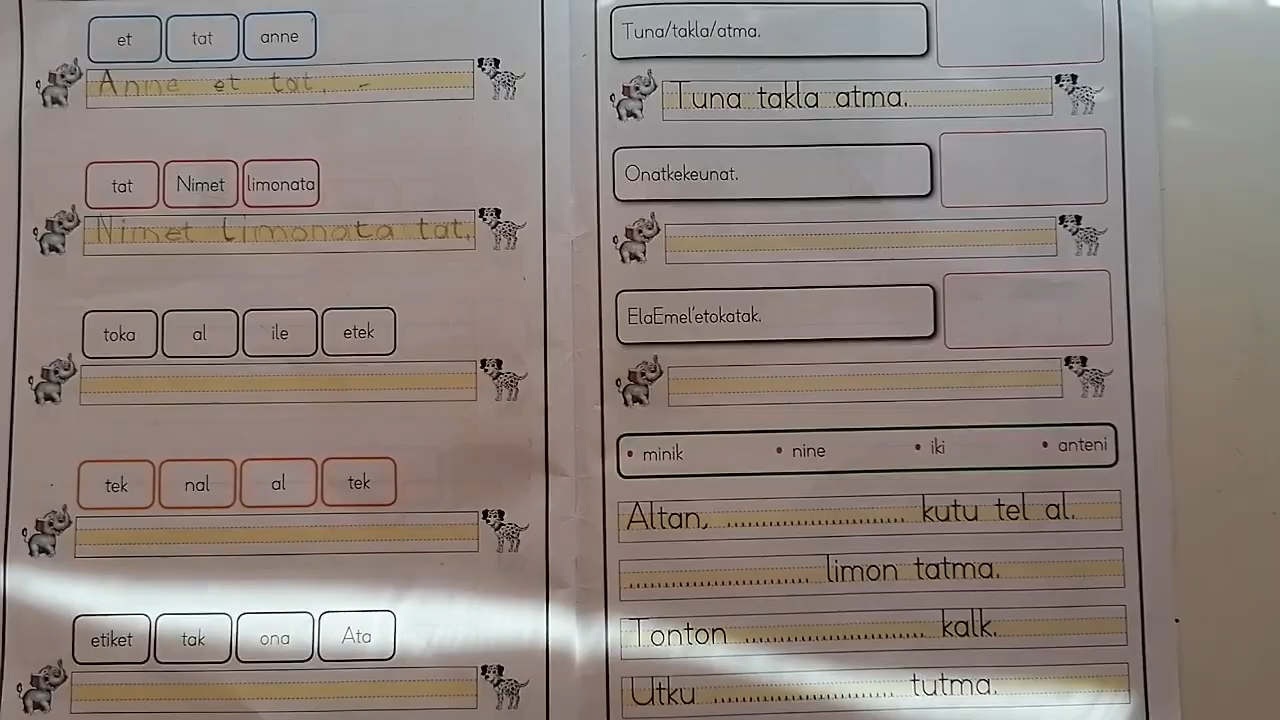 et tat anne
Anne et tat.
tat Nimet limonata
Nimet limonata tat.
toka al ile etek
tek nal al tek
etiket tak ona Ata
Tuna/takla/atma.
Tuna takla atma.
Onatkekeunat.
ElaEmel'etokatak.
• minik • nine • iki • anteni
Altan, ........................... kutu tel al.
........................... limon tatma.
Tonton ........................... kalk.
Utku ........................... tutma.